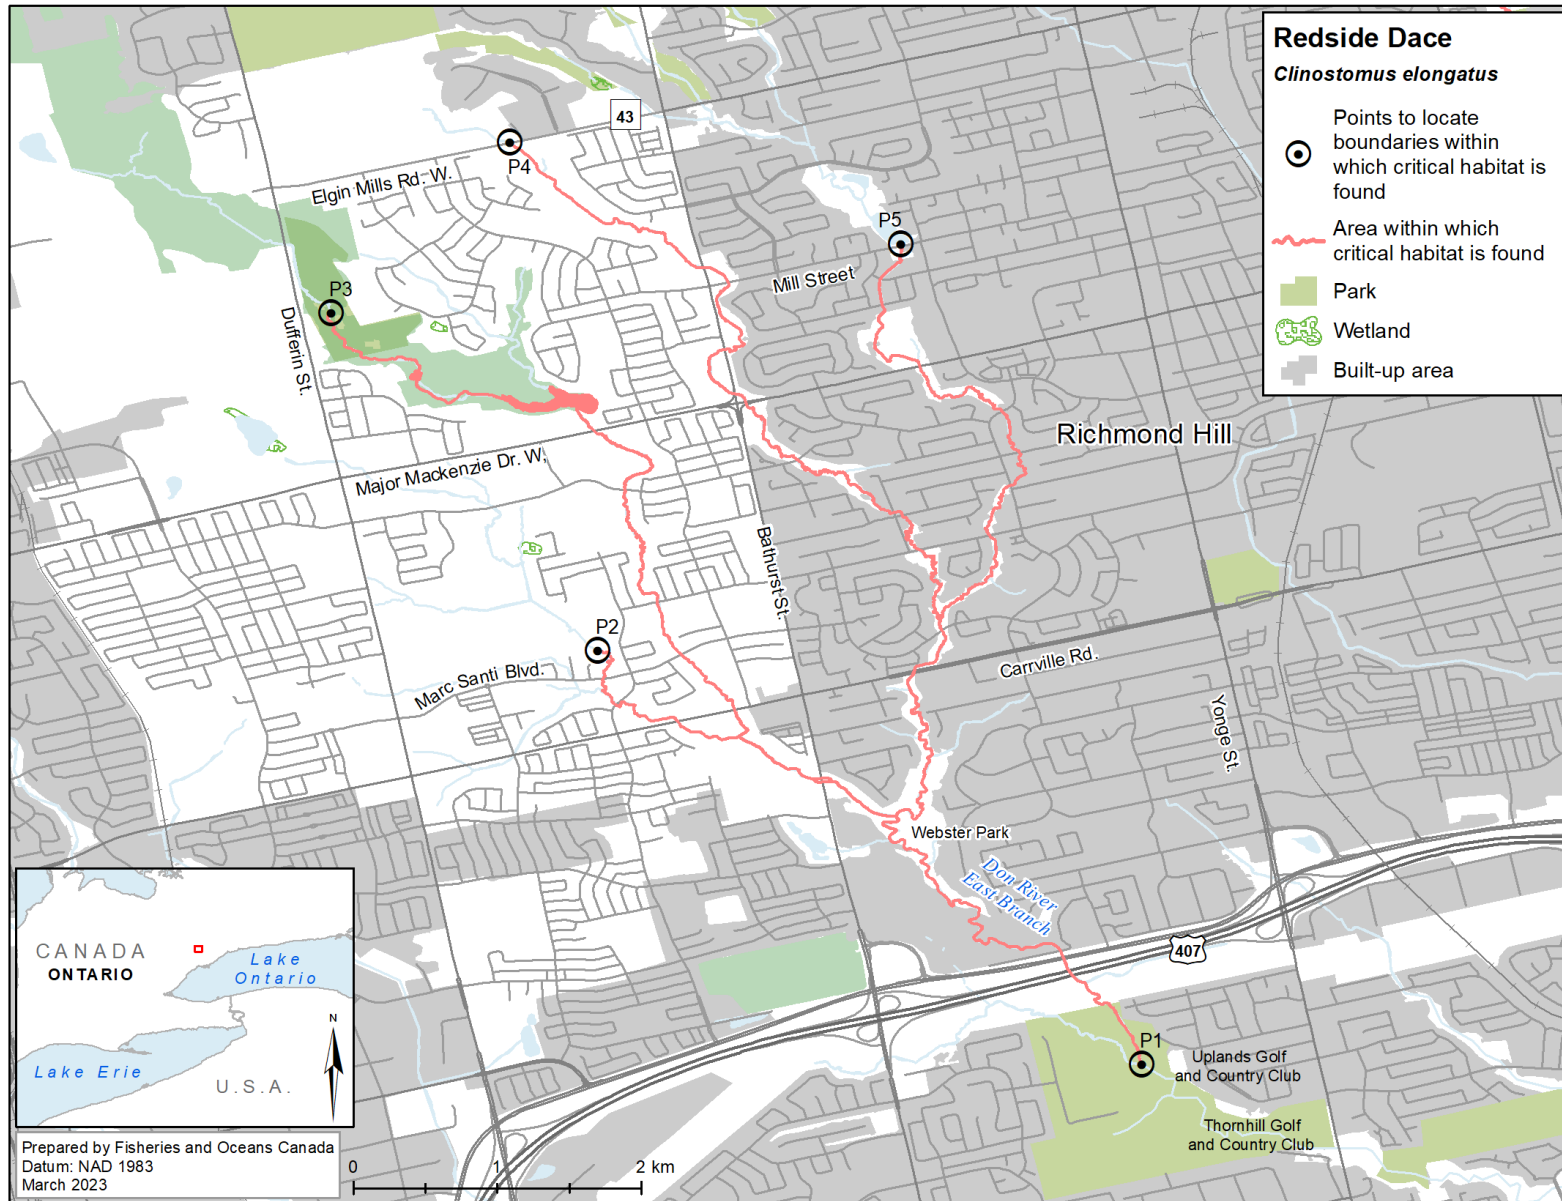 Redside Dace
Clinostomus elongatus
Points to locate
boundaries within
which critical habitat is
found
Area within which
critical habitat is found
Park
Wetland
Built-up area
43
P4
Elgin Mills Rd. W.
P5
Mill Street
P3
Dufferin St.
Richmond Hill
Major Mackenzie Dr. W,
Bathurst St.
P2
Marc Santi Blvd.
Carrville Rd.
Yonge St.
Webster Park
Don River
East Branch
407
P1
Uplands Golf
and Country Club
Thornhill Golf
and Country Club
CANADA
ONTARIO
Lake
Ontario
N
Lake Erie
U.S.A.
Prepared by Fisheries and Oceans Canada
Datum: NAD 1983
March 2023
0 1 2 km